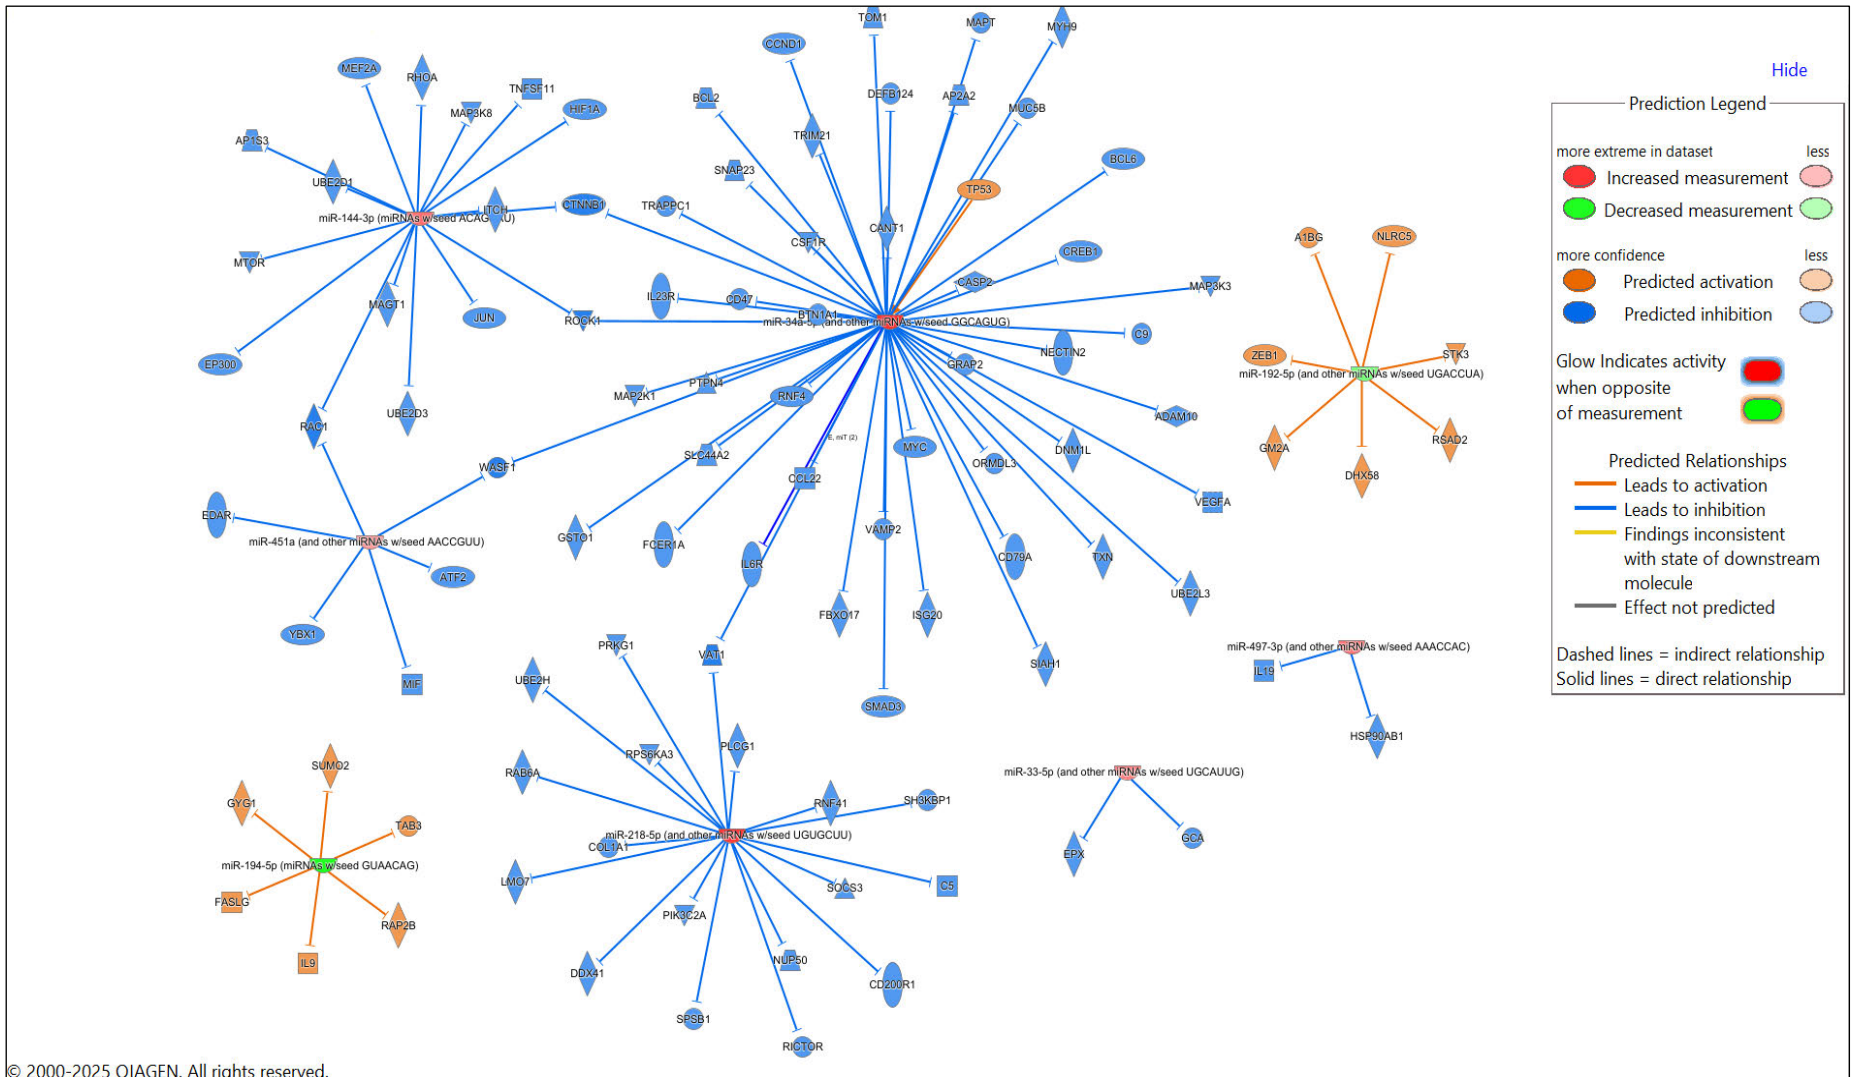 TOM1
MAPT
MYH9
CCND1
MEF2A
RHOA
TNFSF11
HIF1A
MAP3K8
BCL2
DEFB124
AP2A2
MUC5B
AP1S3
TRIM21
UBE2D1
SNAP23
BCL6
TP53
miR-144-3p (miRNAs w/seed ACAG
AU)
ITCH
CTNNB1
TRAPPC1
CANT1
CSF1R
CREB1
MTOR
MAGT1
JUN
ROCK1
IL23R
CD47
BTN1A1
CASP2
MAP3K3
miR-34a-5p (and other miRNAs w/seed GGCAGUG)
C9
NECTIN2
GRAP2
EP300
RAC1
UBE2D3
MAP2K1
PTPN4
RNF4
ADAM10
E, miT (2)
SLC44A2
MYC
DNM1L
ORMDL3
WASF1
CCL22
VEGFA
EDAR
miR-451a (and other miRNAs w/seed AACCGUU)
GSTO1
FCER1A
IL6R
VAMP2
CD79A
TXN
UBE2L3
ATF2
YBX1
MIF
FBXO17
ISG20
SIAH1
SMAD3
A1BG
NLRC5
ZEB1
STK3
miR-192-5p (and other miRNAs w/seed UGACCUA)
GM2A
DHX58
RSAD2
miR-497-3p (and other miRNAs w/seed AAACCAC)
IL19
HSP90AB1
miR-33-5p (and other miRNAs w/seed UGCAUUG)
EPX
GCA
PRKG1
VAT1
UBE2H
RPS6KA3
PLCG1
RAB6A
RNF41
SH3KBP1
miR-218-5p (and other miRNAs w/seed UGUGCUU)
COL1A1
LMO7
SOCS3
C5
PIK3C2A
DDX41
NUP50
CD200R1
SPSB1
RICTOR
SUMO2
GYG1
TAB3
miR-194-5p (miRNAs w/seed GUAACAG)
FASLG
RAP2B
IL9
Hide
Prediction Legend
more extreme in dataset less
Increased measurement
Decreased measurement
more confidence less
Predicted activation
Predicted inhibition
Glow Indicates activity
when opposite
of measurement
Predicted Relationships
Leads to activation
Leads to inhibition
Findings inconsistent
with state of downstream
molecule
Effect not predicted
Dashed lines = indirect relationship
Solid lines = direct relationship
© 2000-2025 QIAGEN. All rights reserved.